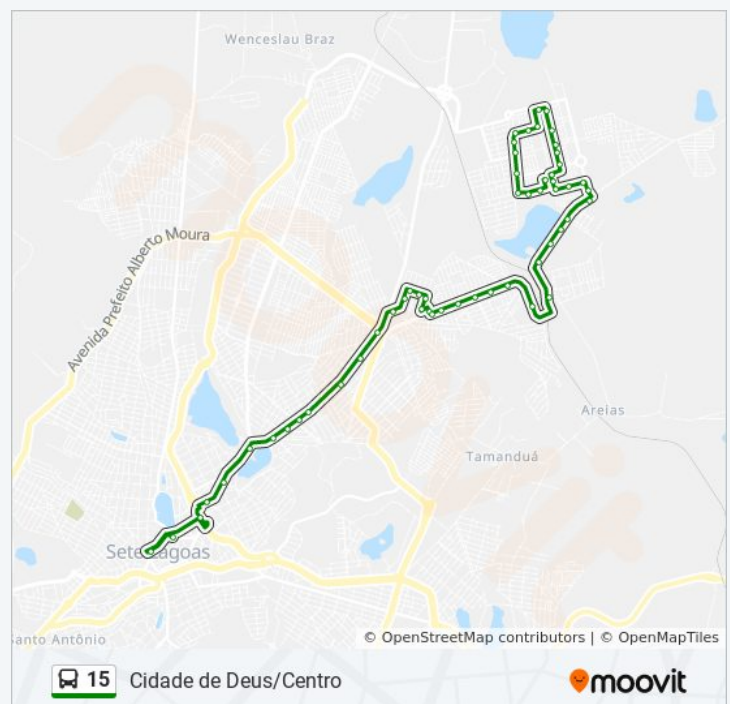 Wenceslau Braz
Avenida Prefeito Alberto Moura
Areias
Tamanduá
Sete Lagoas
Santo Antônio
© OpenStreetMap contributors | © OpenMapTiles
15 Cidade de Deus/Centro
moovit